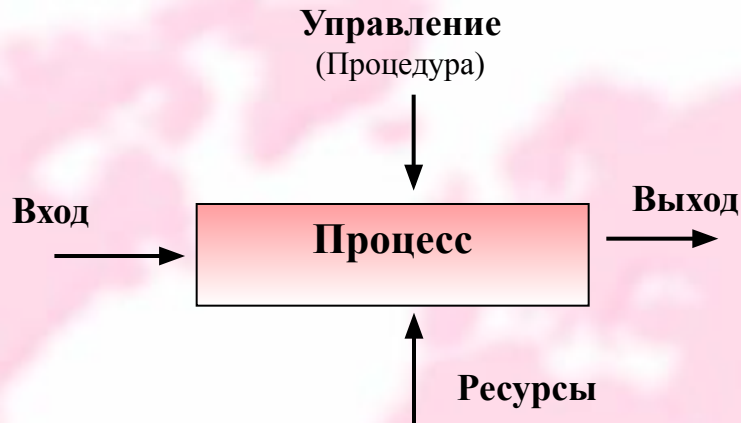 Управление
(Процедура)
Вход
Процесс
Выход
Ресурсы